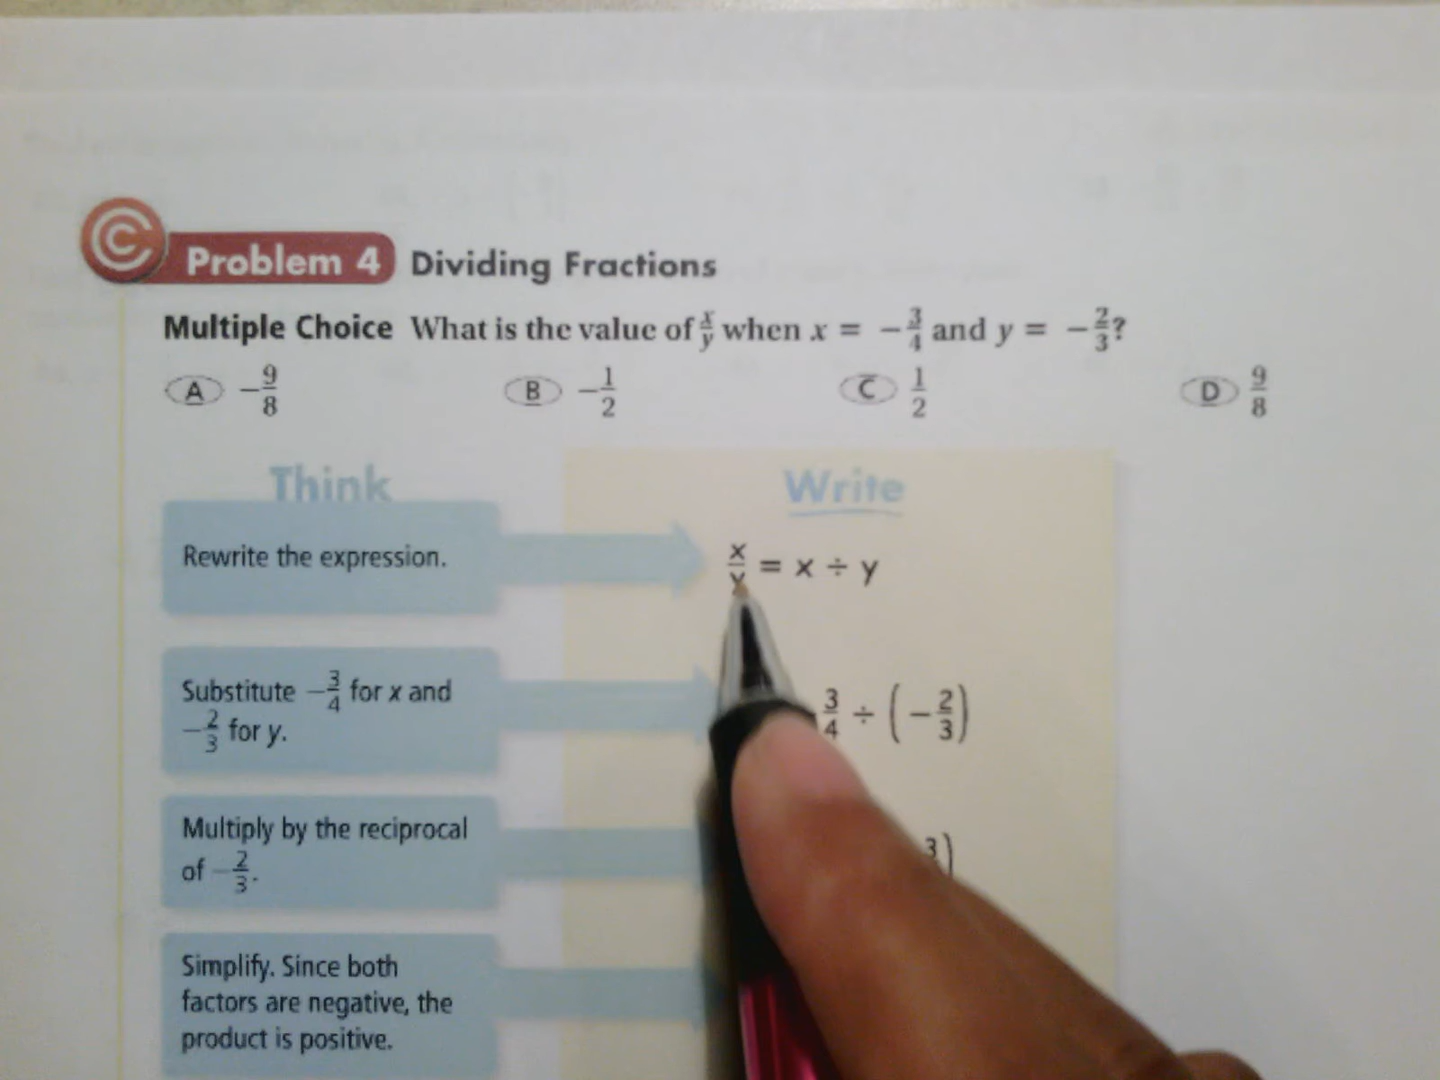 Problem 4 Dividing Fractions
Multiple Choice What is the value of x/y when x = −3/4 and y = −2/3?
A −9/8 B −1/2 C 1/2 D 9/8
Think
Write
Rewrite the expression.
x/y = x ÷ y
Substitute −3/4 for x and
−2/3 for y.
3/4 ÷ (−2/3)
Multiply by the reciprocal
of −2/3.
3)
Simplify. Since both
factors are negative, the
product is positive.